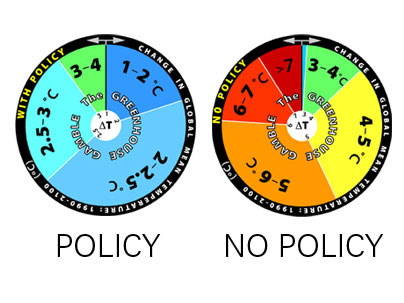 WITH POLICY
CHANGE IN GLOBAL MEAN TEMPERATURE: 1990-2100 (°C)
3-4
1-2°C
2-2.5°C
2.5-3°C
The GREENHOUSE GAMBLE
ΔT
NO POLICY
CHANGE IN GLOBAL MEAN TEMPERATURE: 1990-2100 (°C)
>7
3-4°C
4-5°C
5-6°C
6-7°C
The GREENHOUSE GAMBLE
ΔT
POLICY
NO POLICY